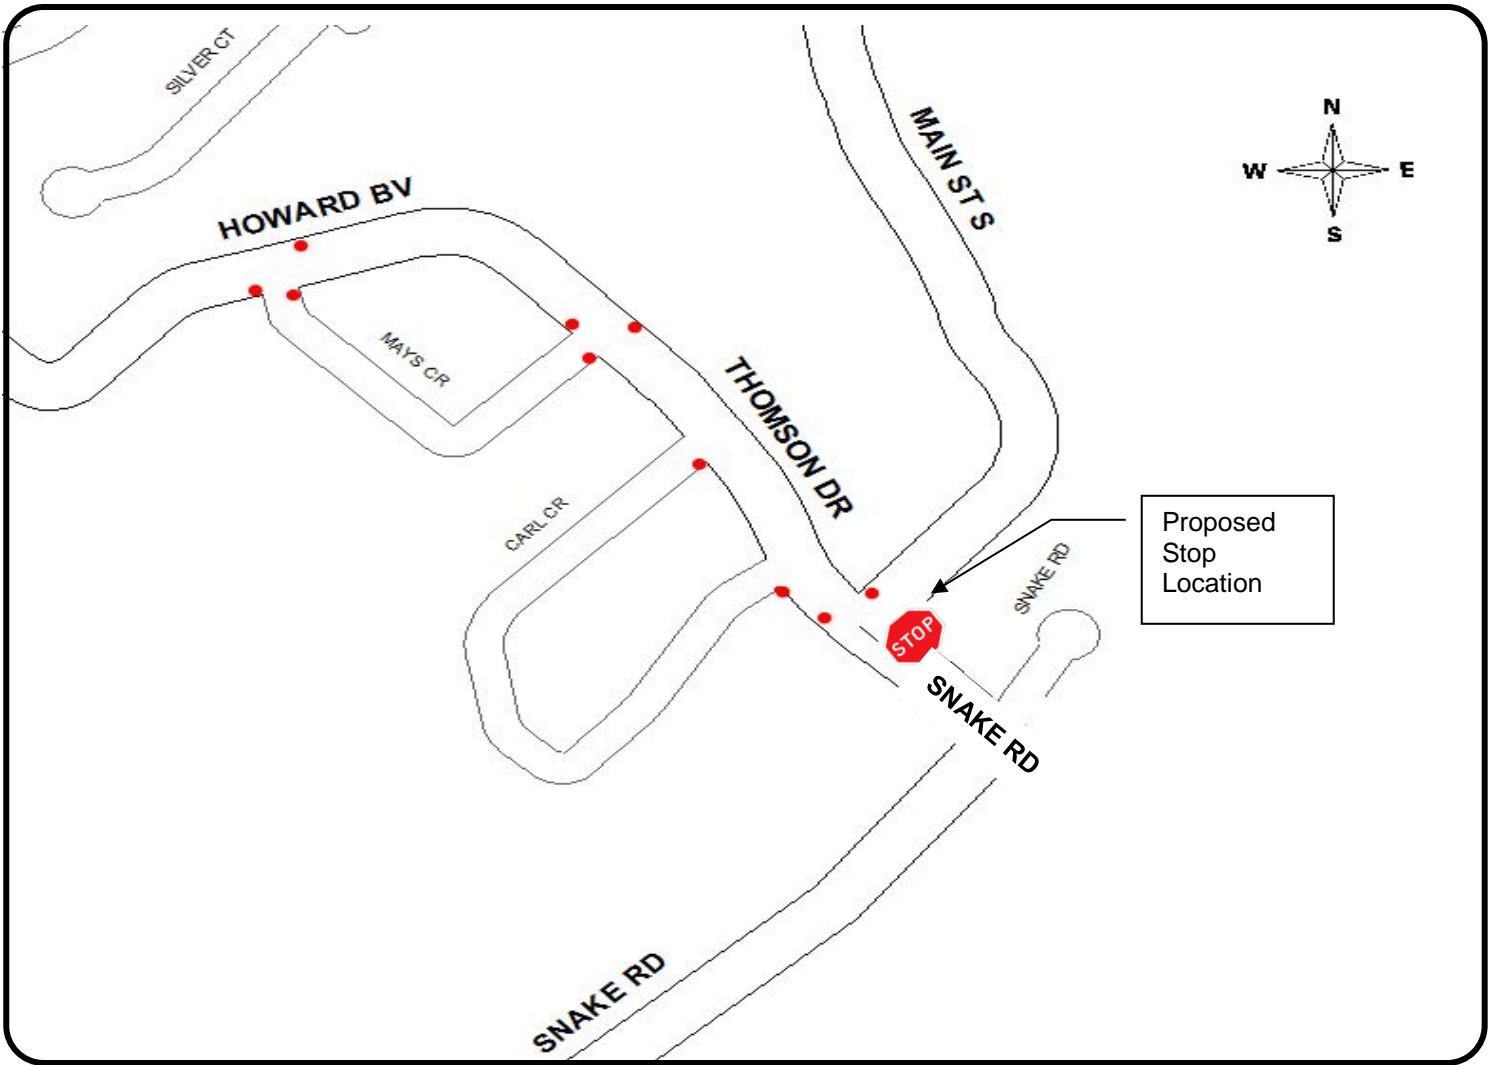 SILVER CT
MAIN ST S
N
W
E
S
HOWARD BV
MAYS CR
THOMSON DR
CARL CR
Proposed
Stop
Location
SNAKE RD
STOP
SNAKE RD
SNAKE RD